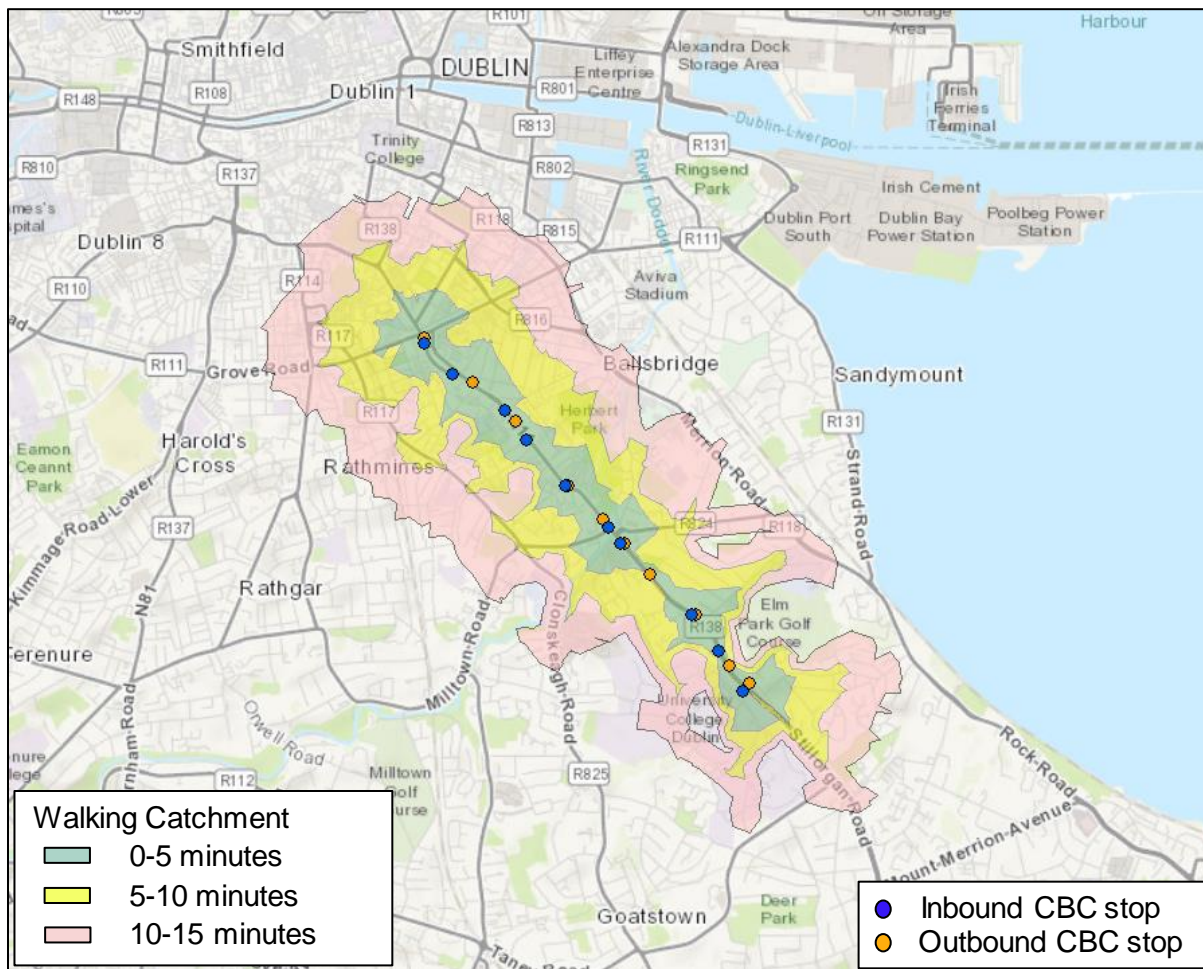 R101
Off Storage
Area
Harbour
Smithfield
DUBLIN
Liffey
Enterprise
Centre
Alexandra Dock
Storage Area
R148
R108
Dublin 1
R801
Irish
Ferries
Terminal
R813
Dublin-Liverpool
Trinity
College
R810
R137
R802
River Dodder
R131
Ringsend
Park
Irish Cement
Dublin Port
South
Dublin Bay
Power Station
Poolbeg Power
Station
Dublin 8
R138
R118
R815
R111
R110
R114
Aviva
Stadium
R117
R816
R111
Grove Road
Ballsbridge
Sandymount
R117
Herbert
Park
R131
Harold's
Cross
Eamon
Ceannt
Park
Rathmines
Merrion Road
Strand Road
Kimmage Road Lower
R137
R118
Rathgar
N81
Clonskeagh Road
Milltown Road
R138
Elm
Park Golf
Course
Orwell Road
University
College
Dublin
Stillorgan Road
Rock Road
R112
Milltown
Golf
Course
R825
Mount Merrion Avenue
Deer
Park
Goatstown
Taney Road
Walking Catchment
0-5 minutes
5-10 minutes
10-15 minutes
Inbound CBC stop
Outbound CBC stop